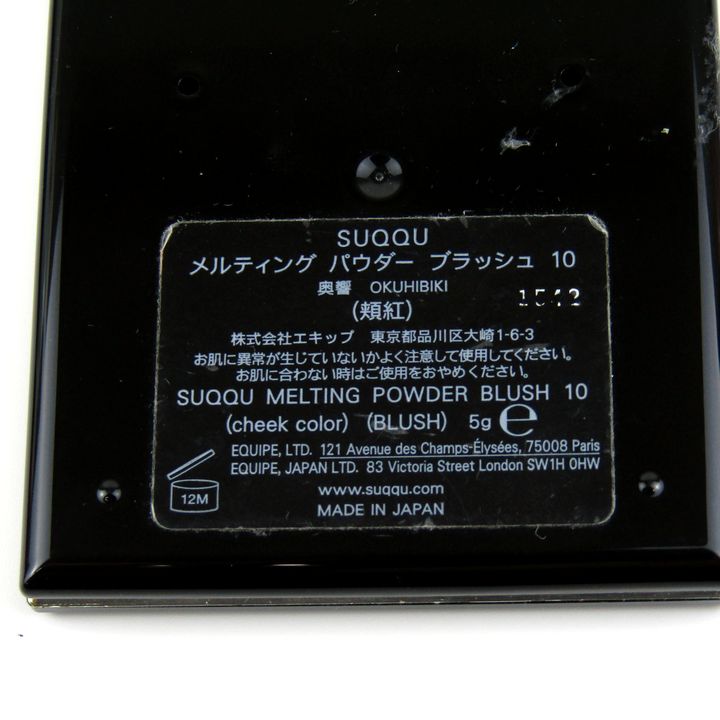 SUQQU
メルティング パウダー ブラッシュ 10
奥響 OKUHIBIKI
1542
(頬紅)
株式会社エキップ 東京都品川区大崎1-6-3
お肌に異常が生じていないかよく注意して使用してください。
お肌に合わない時はご使用をおやめください。
SUQQU MELTING POWDER BLUSH 10
(cheek color) (BLUSH) 5g ℮
EQUIPE, LTD. 121 Avenue des Champs-Élysées, 75008 Paris
EQUIPE, JAPAN LTD. 83 Victoria Street London SW1H 0HW
12M
www.suqqu.com
MADE IN JAPAN